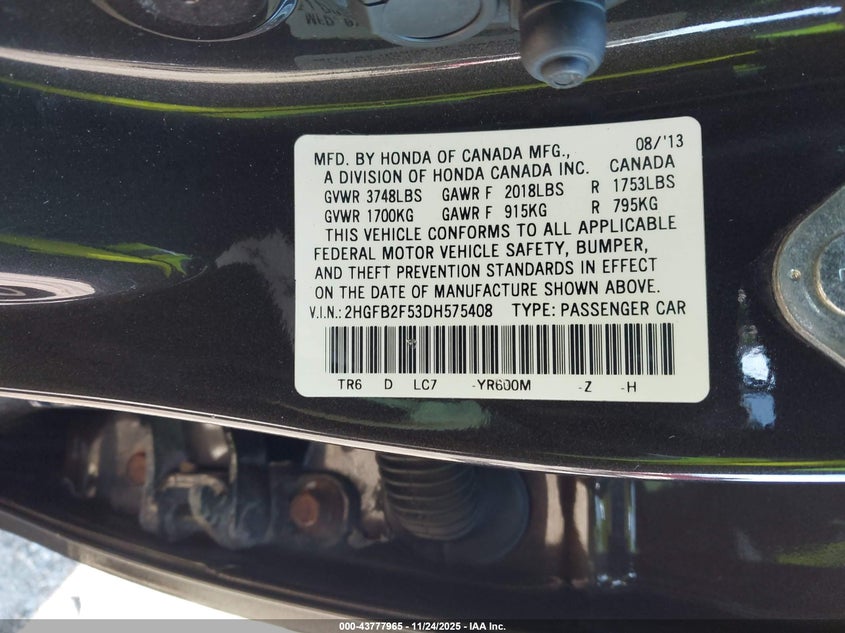 08/'13
MFD. BY HONDA OF CANADA MFG.,
A DIVISION OF HONDA CANADA INC. CANADA
GVWR 3748LBS GAWR F 2018LBS R 1753LBS
GVWR 1700KG GAWR F 915KG R 795KG
THIS VEHICLE CONFORMS TO ALL APPLICABLE
FEDERAL MOTOR VEHICLE SAFETY, BUMPER,
AND THEFT PREVENTION STANDARDS IN EFFECT
ON THE DATE OF MANUFACTURE SHOWN ABOVE.
V.I.N.: 2HGFB2F53DH575408 TYPE: PASSENGER CAR
TR6 D LC7 -YR600M -Z -H
000-43777965 - 11/24/2025 - IAA Inc.